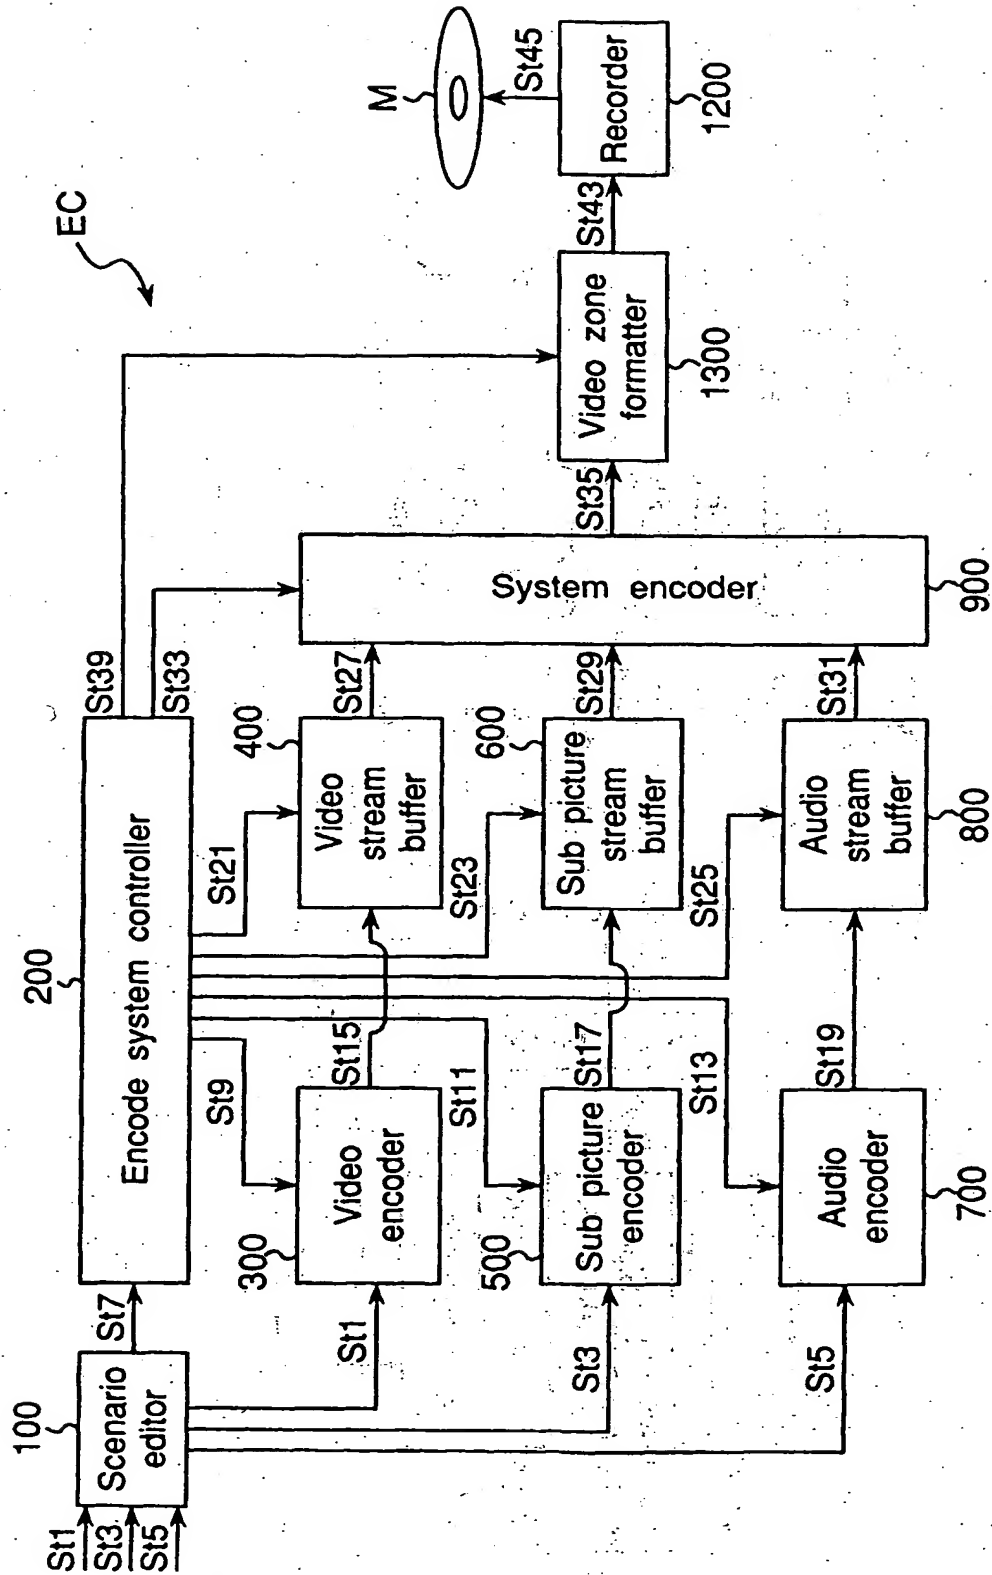 EC
100
Scenario
editor
St1
St3
St5
St7
200
Encode system controller
St39
St33
St9
St21
St11
St23
St13
St25
St1
300
Video
encoder
St15
400
Video
stream
buffer
St27
St3
500
Sub picture
encoder
St17
600
Sub picture
stream
buffer
St29
St5
Audio
encoder
700
St19
Audio
stream
buffer
800
St31
System encoder
900
St35
Video zone
formatter
1300
St43
Recorder
1200
St45
M